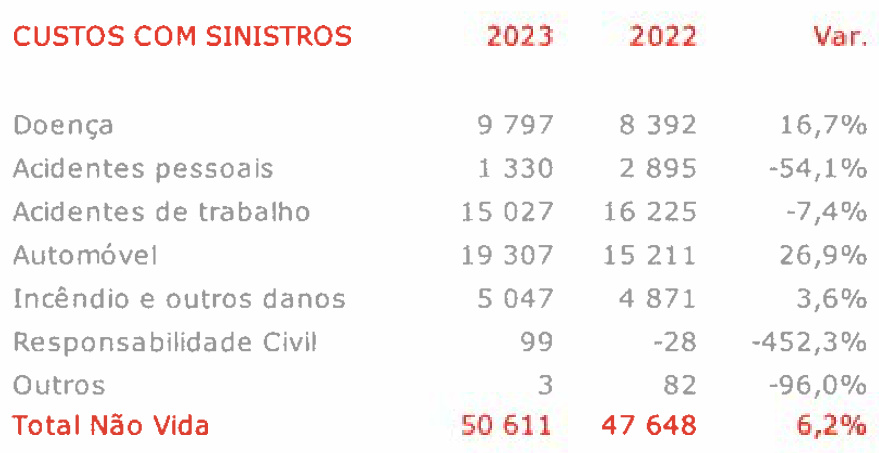 CUSTOS COM SINISTROS 2023 2022 Var.
Doença 9 797 8 392 16,7%
Acidentes pessoais 1 330 2 895 -54,1%
Acidentes de trabalho 15 027 16 225 -7,4%
Automóvel 19 307 15 211 26,9%
Incêndio e outros danos 5 047 4 871 3,6%
Responsabilidade Civil 99 -28 -452,3%
Outros 3 82 -96,0%
Total Não Vida 50 611 47 648 6,2%